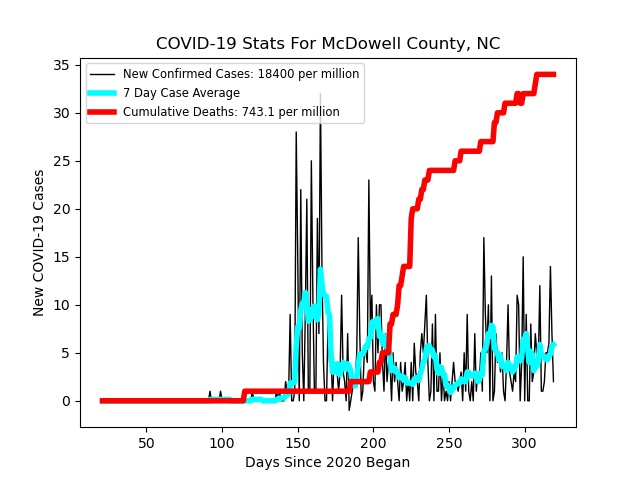 COVID-19 Stats For McDowell County, NC
New Confirmed Cases: 18400 per million
7 Day Case Average
Cumulative Deaths: 743.1 per million
New COVID-19 Cases
35
30
25
20
15
10
5
0
50
100
150
200
250
300
Days Since 2020 Began